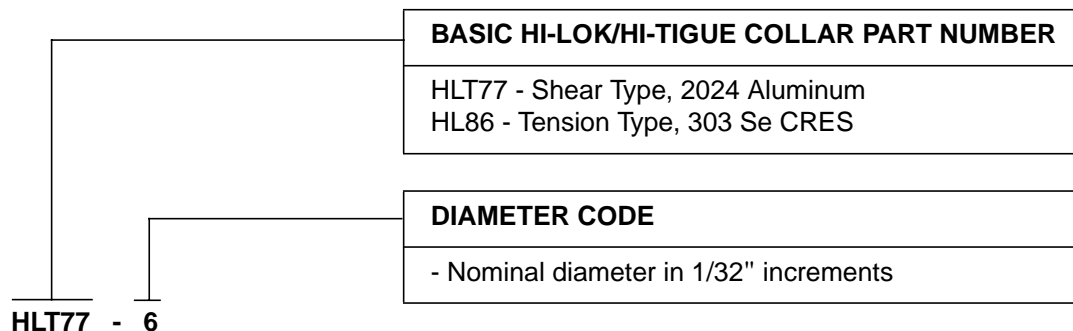 BASIC HI-LOK/HI-TIGUE COLLAR PART NUMBER
HLT77 - Shear Type, 2024 Aluminum
HL86 - Tension Type, 303 Se CRES
DIAMETER CODE
- Nominal diameter in 1/32" increments
HLT77 - 6